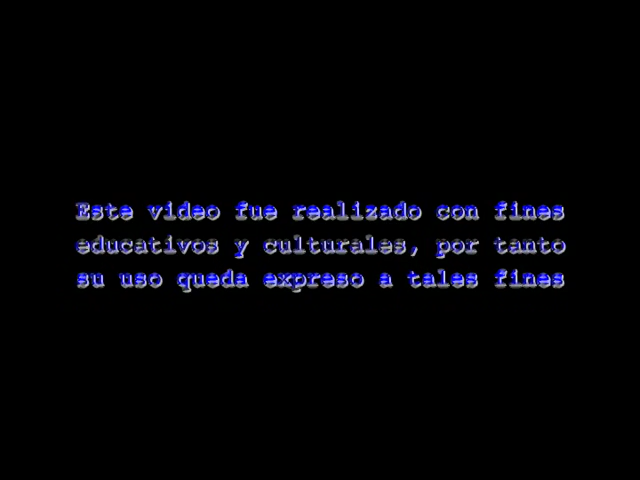 Este video fue realizado con fines
educativos y culturales, por tanto
su uso queda expreso a tales fines